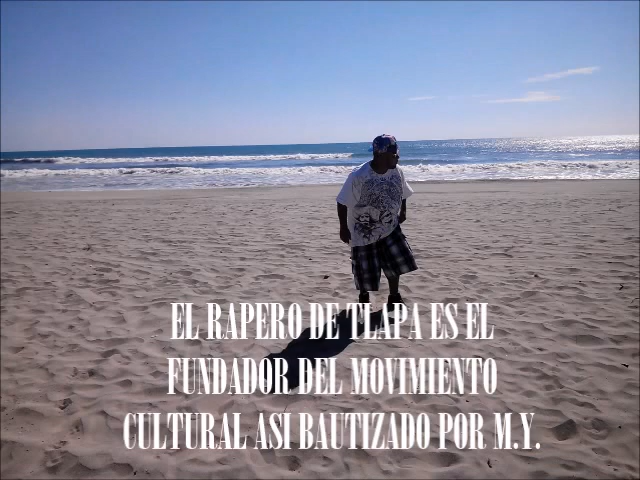 EL RAPERO DE TLAPA ES EL
FUNDADOR DEL MOVIMIENTO
CULTURAL ASI BAUTIZADO POR M.Y.